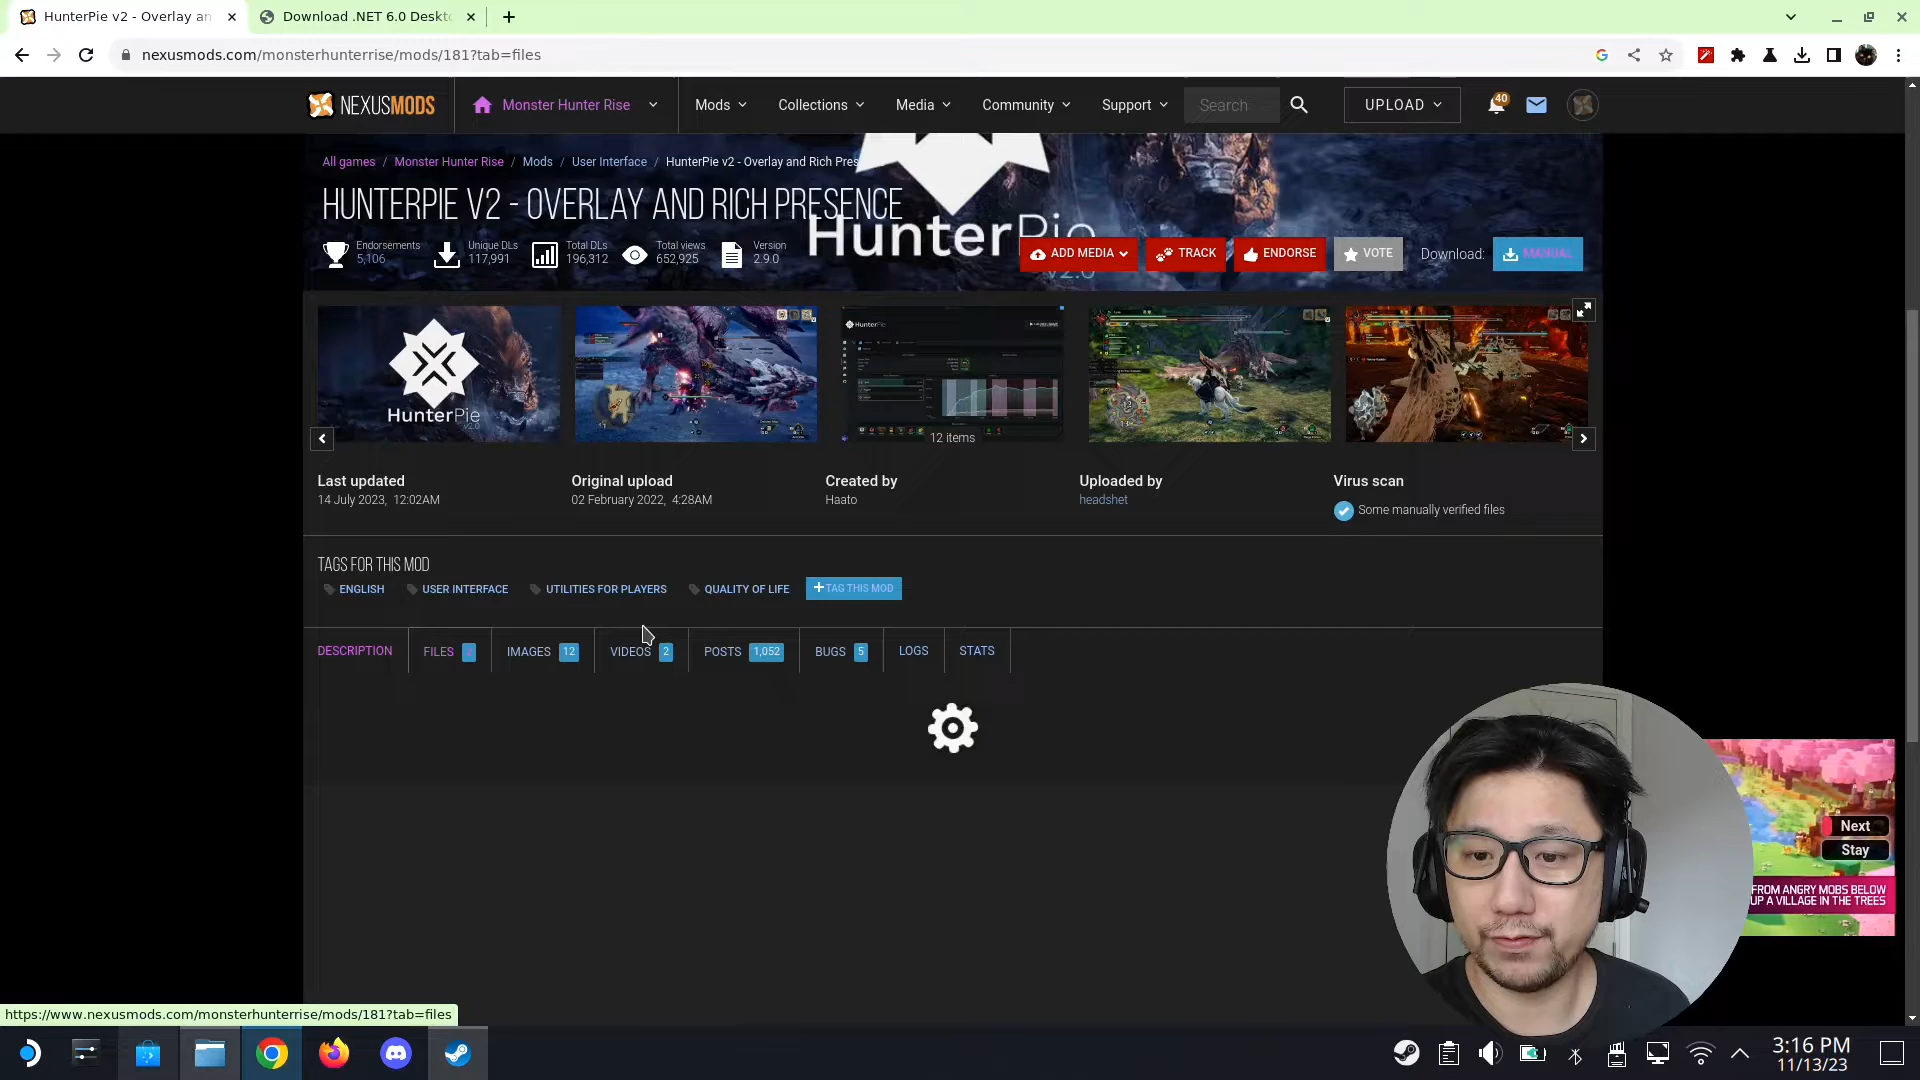 HunterPie v2 - Overlay an
Download .NET 6.0 Deskto
nexusmods.com/monsterhunterrise/mods/181?tab=files
NEXUSMODS
Monster Hunter Rise
Mods
Collections
Media
Community
Support
Search
UPLOAD
40
All games / Monster Hunter Rise / Mods / User Interface / HunterPie v2 - Overlay and Rich Pres
HUNTERPIE V2 - OVERLAY AND RICH PRESENCE
HunterPie
v2.0
Endorsements
5,106
Unique DLs
117,991
Total DLs
196,312
Total views
652,925
Version
2.9.0
ADD MEDIA
TRACK
ENDORSE
VOTE
Download:
MANUAL
HunterPie
v2.0
HunterPie
12 items
Last updated
14 July 2023, 12:02AM
Original upload
02 February 2022, 4:28AM
Created by
Haato
Uploaded by
headshet
Virus scan
Some manually verified files
TAGS FOR THIS MOD
ENGLISH
USER INTERFACE
UTILITIES FOR PLAYERS
QUALITY OF LIFE
+TAG THIS MOD
DESCRIPTION
FILES
IMAGES 12
VIDEOS 2
POSTS 1,052
BUGS 5
LOGS
STATS
Next
Stay
FROM ANGRY MOBS BELOW
UP A VILLAGE IN THE TREES
https://www.nexusmods.com/monsterhunterrise/mods/181?tab=files
3:16 PM
11/13/23